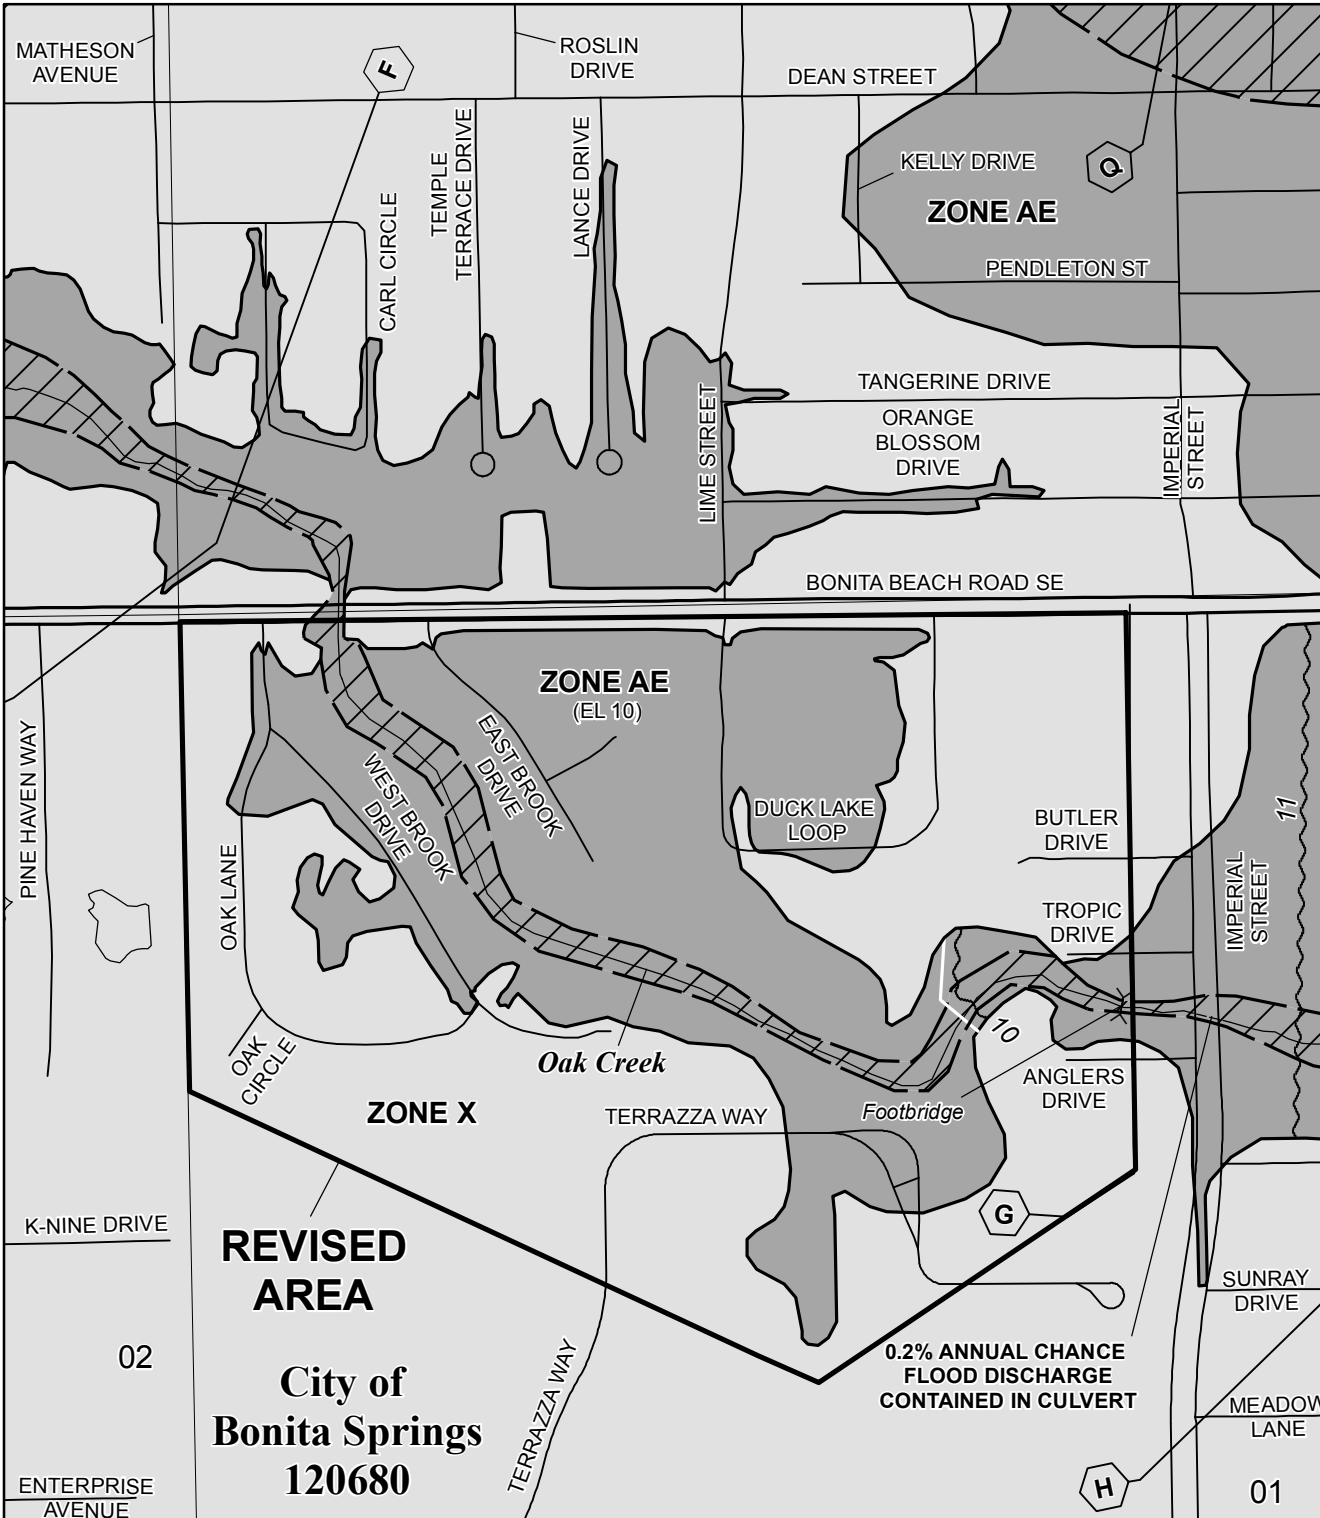 MATHESON
AVENUE
F
ROSLIN
DRIVE
DEAN STREET
TEMPLE
TERRACE DRIVE
LANCE DRIVE
CARL CIRCLE
KELLY DRIVE
Q
ZONE AE
PENDLETON ST
TANGERINE DRIVE
ORANGE
BLOSSOM
DRIVE
LIME STREET
IMPERIAL
STREET
BONITA BEACH ROAD SE
ZONE AE
(EL 10)
PINE HAVEN WAY
EAST BROOK
DRIVE
WEST BROOK
DRIVE
DUCK LAKE
LOOP
11
BUTLER
DRIVE
OAK LANE
IMPERIAL
STREET
TROPIC
DRIVE
10
OAK
CIRCLE
Oak Creek
ANGLERS
DRIVE
Footbridge
ZONE X
TERRAZZA WAY
G
K-NINE DRIVE
REVISED
AREA
SUNRAY
DRIVE
02
0.2% ANNUAL CHANCE
FLOOD DISCHARGE
CONTAINED IN CULVERT
City of
Bonita Springs
120680
TERRAZZA WAY
MEADOW
LANE
ENTERPRISE
AVENUE
H
01